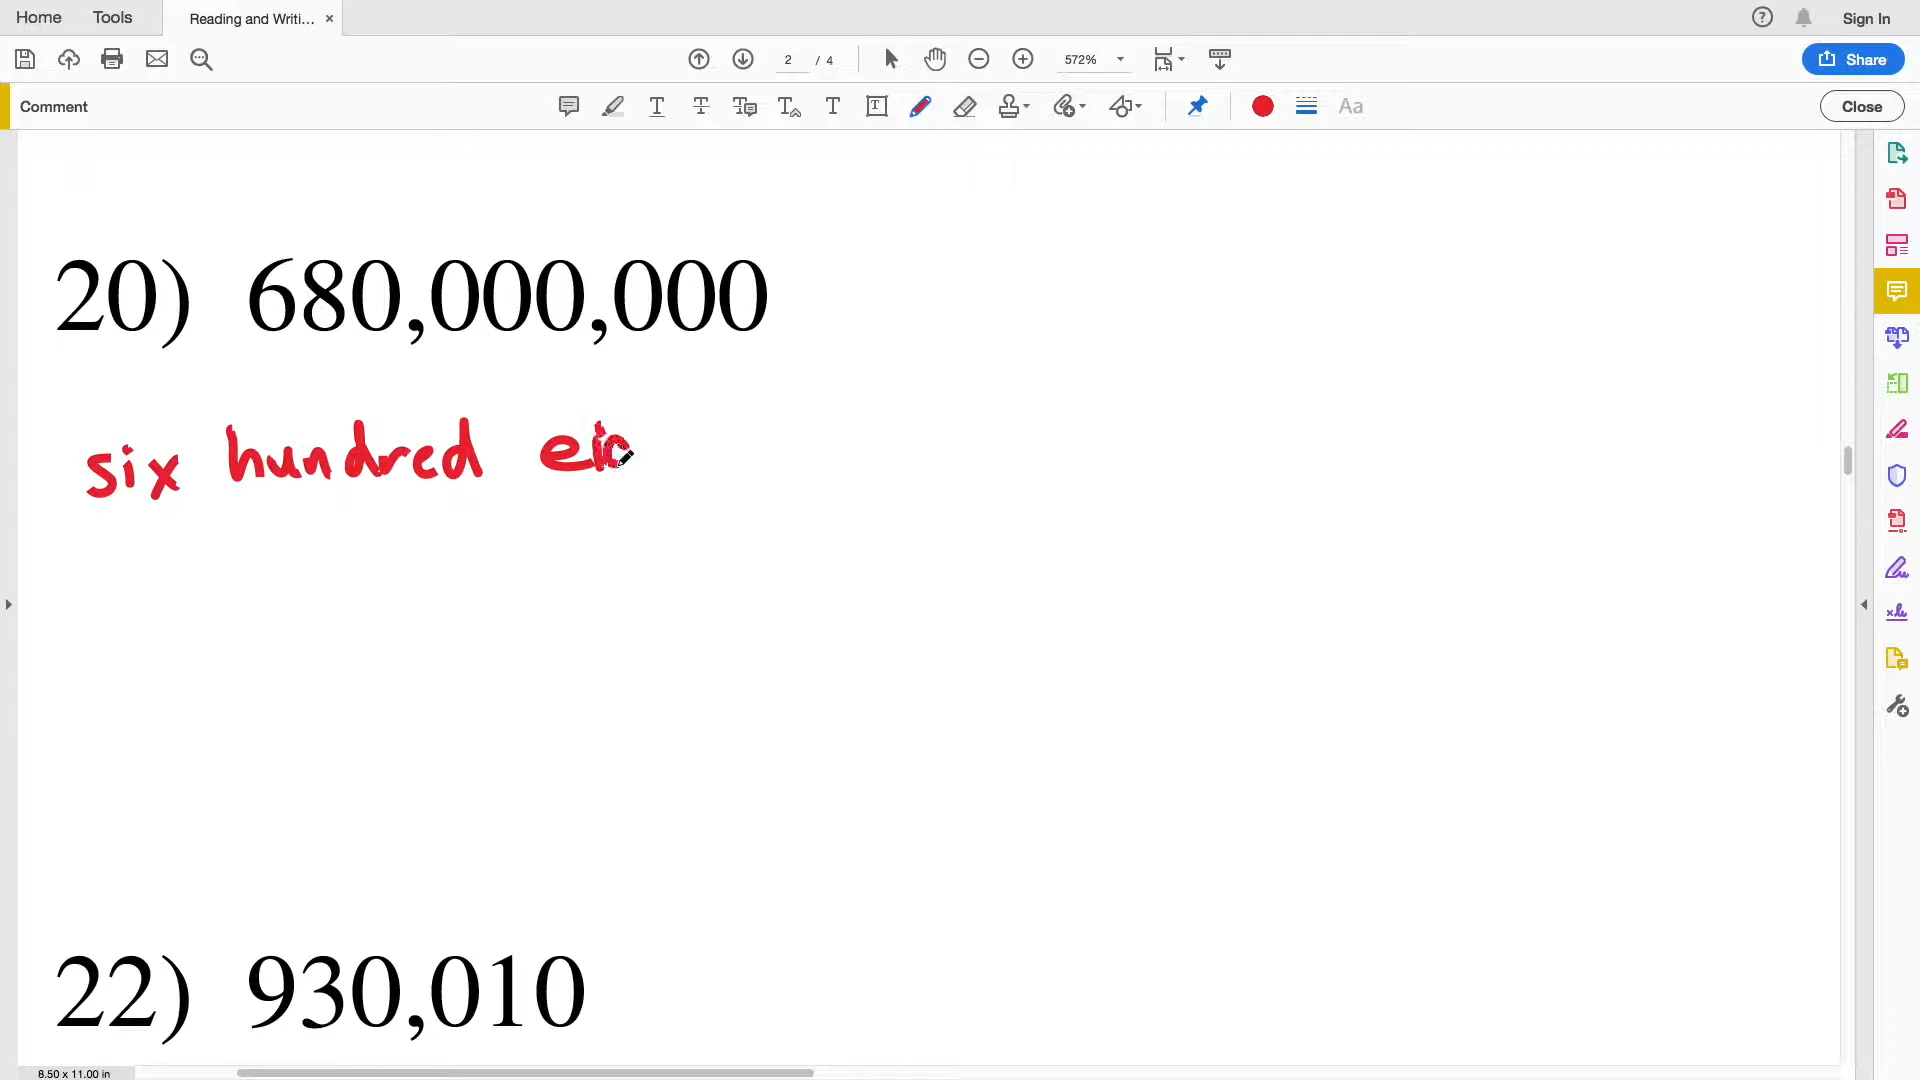 Home Tools Reading and Writi... × Sign In
2 / 4 572% Share
Comment Close
20) 680,000,000
six hundred
22) 930,010
8.50 x 11.00 in